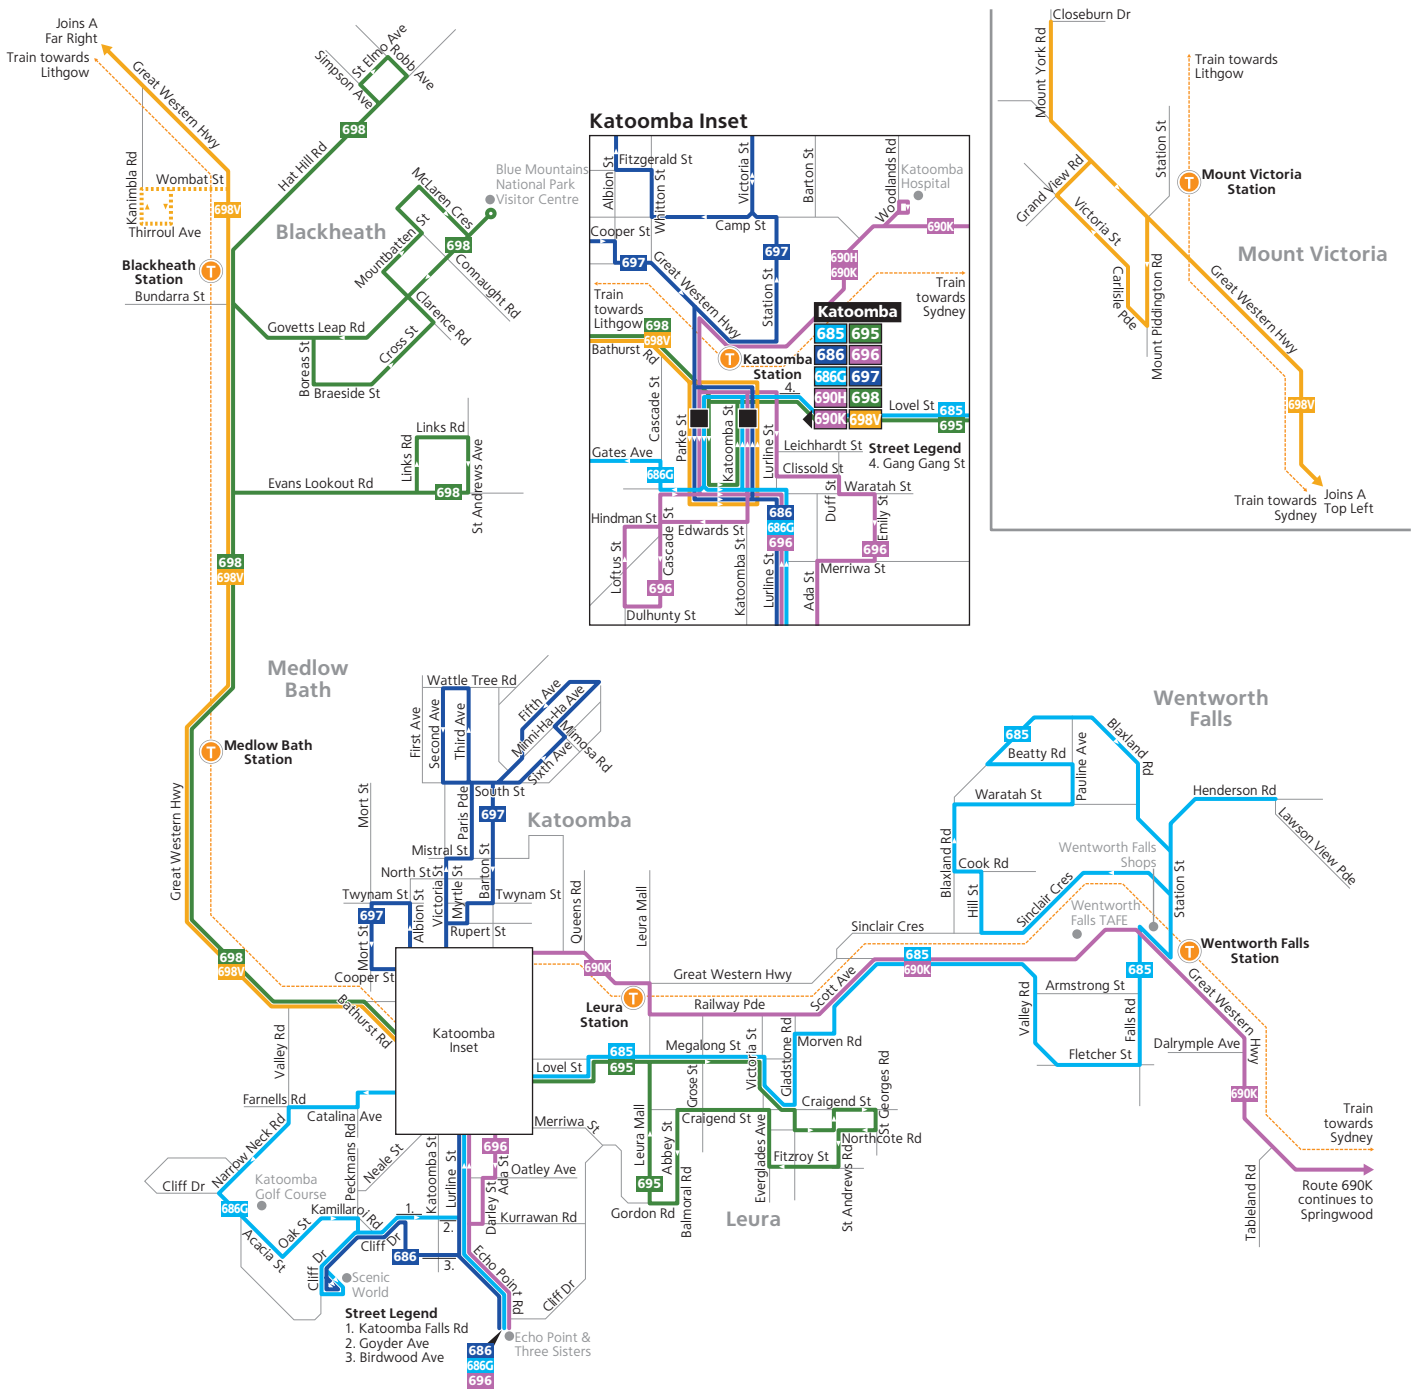 Joins A
Far Right
Train towards
Lithgow
Great Western Hwy
Kanimbla Rd
Wombat St
698V
Thirroul Ave
Blackheath
Station
T
Bundarra St
Simpson Ave
St Elmo Ave
Robb Ave
698
Hat Hill Rd
Blackheath
Blue Mountains
National Park
Visitor Centre
McLaren Cres
Mountbatten St
698
Connaught Rd
Clarence Rd
Govetts Leap Rd
Boreas St
Cross St
Braeside St
Links Rd
Links Rd
St Andrews Ave
Evans Lookout Rd
698
698
698V
Medlow
Bath
T
Medlow Bath
Station
Great Western Hwy
698
698V
Bathurst Rd
Katoomba Inset
Fitzgerald St
Albion St
Whitton St
Victoria St
Barton St
Woodlands Rd
Katoomba
Hospital
Camp St
Cooper St
697
697
690K
690H
690K
Great Western Hwy
Station St
Train
towards
Lithgow
Train
towards
Sydney
698
698V
Bathurst Rd
T
Katoomba
Station
4.
Katoomba
685
695
686
696
686G
697
690H
698
690K
698V
Lovel St
685
695
Street Legend
4. Gang Gang St
Cascade St
Parke St
Katoomba St
Lurline St
Leichhardt St
Clissold St
Gates Ave
686G
Duff St
Waratah St
Emily St
686
686G
696
Hindman St
Edwards St
696
Loftus St
Cascade St
696
Katoomba St
Lurline St
Ada St
Merriwa St
Dulhunty St
Closeburn Dr
Mount York Rd
Train towards
Lithgow
Station St
T
Mount Victoria
Station
Grand View Rd
Victoria St
Carlisle Pde
Mount Piddington Rd
Mount Victoria
Great Western Hwy
698V
Train towards
Sydney
Joins A
Top Left
Wattle Tree Rd
First Ave
Second Ave
Third Ave
Fifth Ave
Minni-Ha-Ha Ave
Mimosa Rd
Sixth Ave
South St
Paris Pde
697
Katoomba
Mort St
Mistral St
North St
Twynam St
697
Albion St
Victoria St
Myrtle St
Barton St
Twynam St
Rupert St
Mort St
Cooper St
Queens Rd
Leura Mall
690K
Leura
Station
T
Great Western Hwy
Railway Pde
Scott Ave
Sinclair Cres
685
690K
Katoomba
Inset
Lovel St
685
695
Megalong St
Morven Rd
Gladstone Rd
Victoria St
Grose St
Craigend St
Craigend St
St Georges Rd
Northcote Rd
Fitzroy St
Everglades Ave
St Andrews Rd
Leura Mall
Abbey St
695
Gordon Rd
Balmoral Rd
Leura
Valley Rd
Farnells Rd
Catalina Ave
Narrow Neck Rd
Cliff Dr
Katoomba
Golf Course
686G
Acacia St
Oak St
Kamillaroi Rd
Peckmans Rd
Neale St
Katoomba St
Lurline St
696
Ada St
Merriwa St
Oatley Ave
Darley St
Kurrawan Rd
1.
2.
3.
Cliff Dr
Cliff Dr
686
Scenic
World
Echo Point Rd
Cliff Dr
Street Legend
1. Katoomba Falls Rd
2. Goyder Ave
3. Birdwood Ave
Echo Point &
Three Sisters
686
686G
696
Wentworth
Falls
685
Beatty Rd
Pauline Ave
Blaxland Rd
Waratah St
Henderson Rd
Lawson View Pde
Blaxland Rd
Cook Rd
Hill St
Wentworth Falls
Shops
Sinclair Cres
Station St
Wentworth
Falls TAFE
T
Wentworth Falls
Station
685
Valley Rd
Armstrong St
Falls Rd
Fletcher St
Great Western Hwy
Dalrymple Ave
690K
Train
towards
Sydney
Tableland Rd
Route 690K
continues to
Springwood